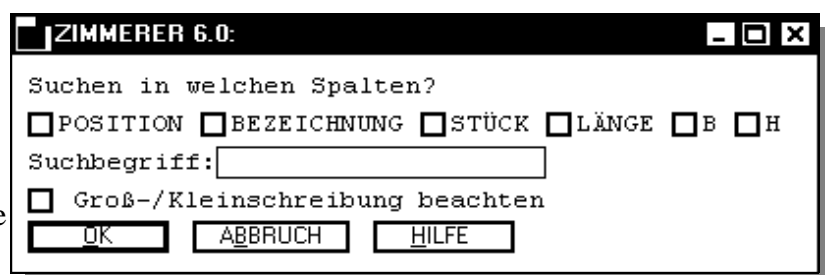 ZIMMERER 6.0:
Suchen in welchen Spalten?
POSITION BEZEICHNUNG STÜCK LÄNGE B H
Suchbegriff:
Groß-/Kleinschreibung beachten
e
OK ABBRUCH HILFE